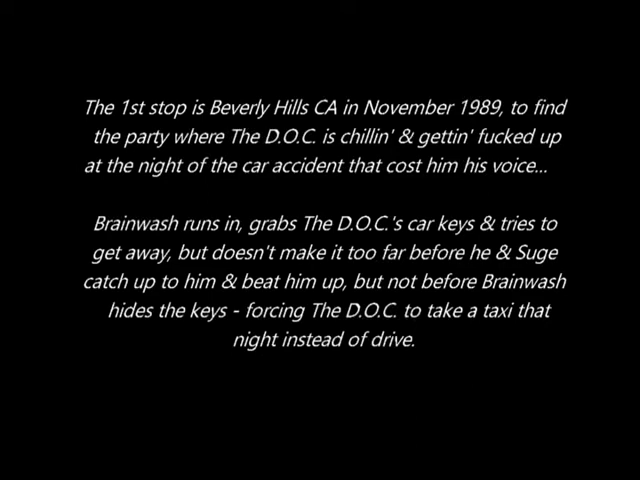 The 1st stop is Beverly Hills CA in November 1989, to find
the party where The D.O.C. is chillin' & gettin' fucked up
at the night of the car accident that cost him his voice...
Brainwash runs in, grabs The D.O.C.'s car keys & tries to
get away, but doesn't make it too far before he & Suge
catch up to him & beat him up, but not before Brainwash
hides the keys - forcing The D.O.C. to take a taxi that
night instead of drive.